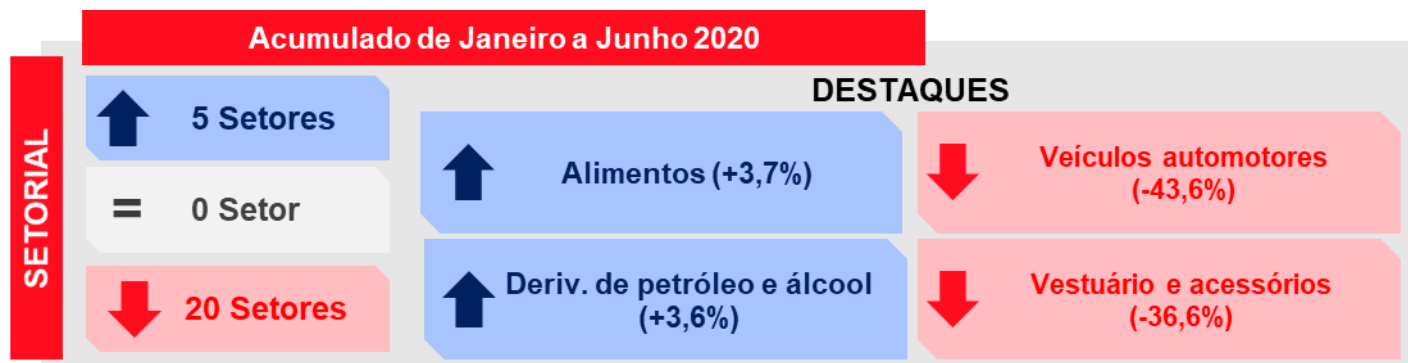 Acumulado de Janeiro a Junho 2020
SETORIAL
5 Setores
= 0 Setor
20 Setores
DESTAQUES
Alimentos (+3,7%)
Veículos automotores
(-43,6%)
Deriv. de petróleo e álcool
(+3,6%)
Vestuário e acessórios
(-36,6%)